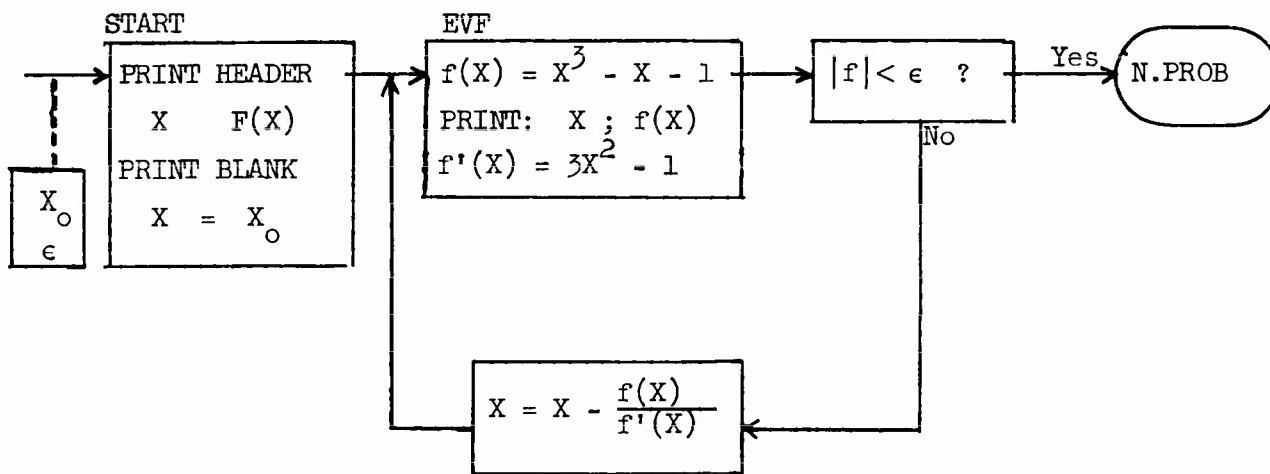 START
PRINT HEADER
X F(X)
PRINT BLANK
X = X₀
X₀
ϵ
EVF
f(X) = X³ - X - 1
PRINT: X ; f(X)
f'(X) = 3X² - 1
|f| < ϵ ?
Yes
No
N.PROB
X = X - f(X)/f'(X)